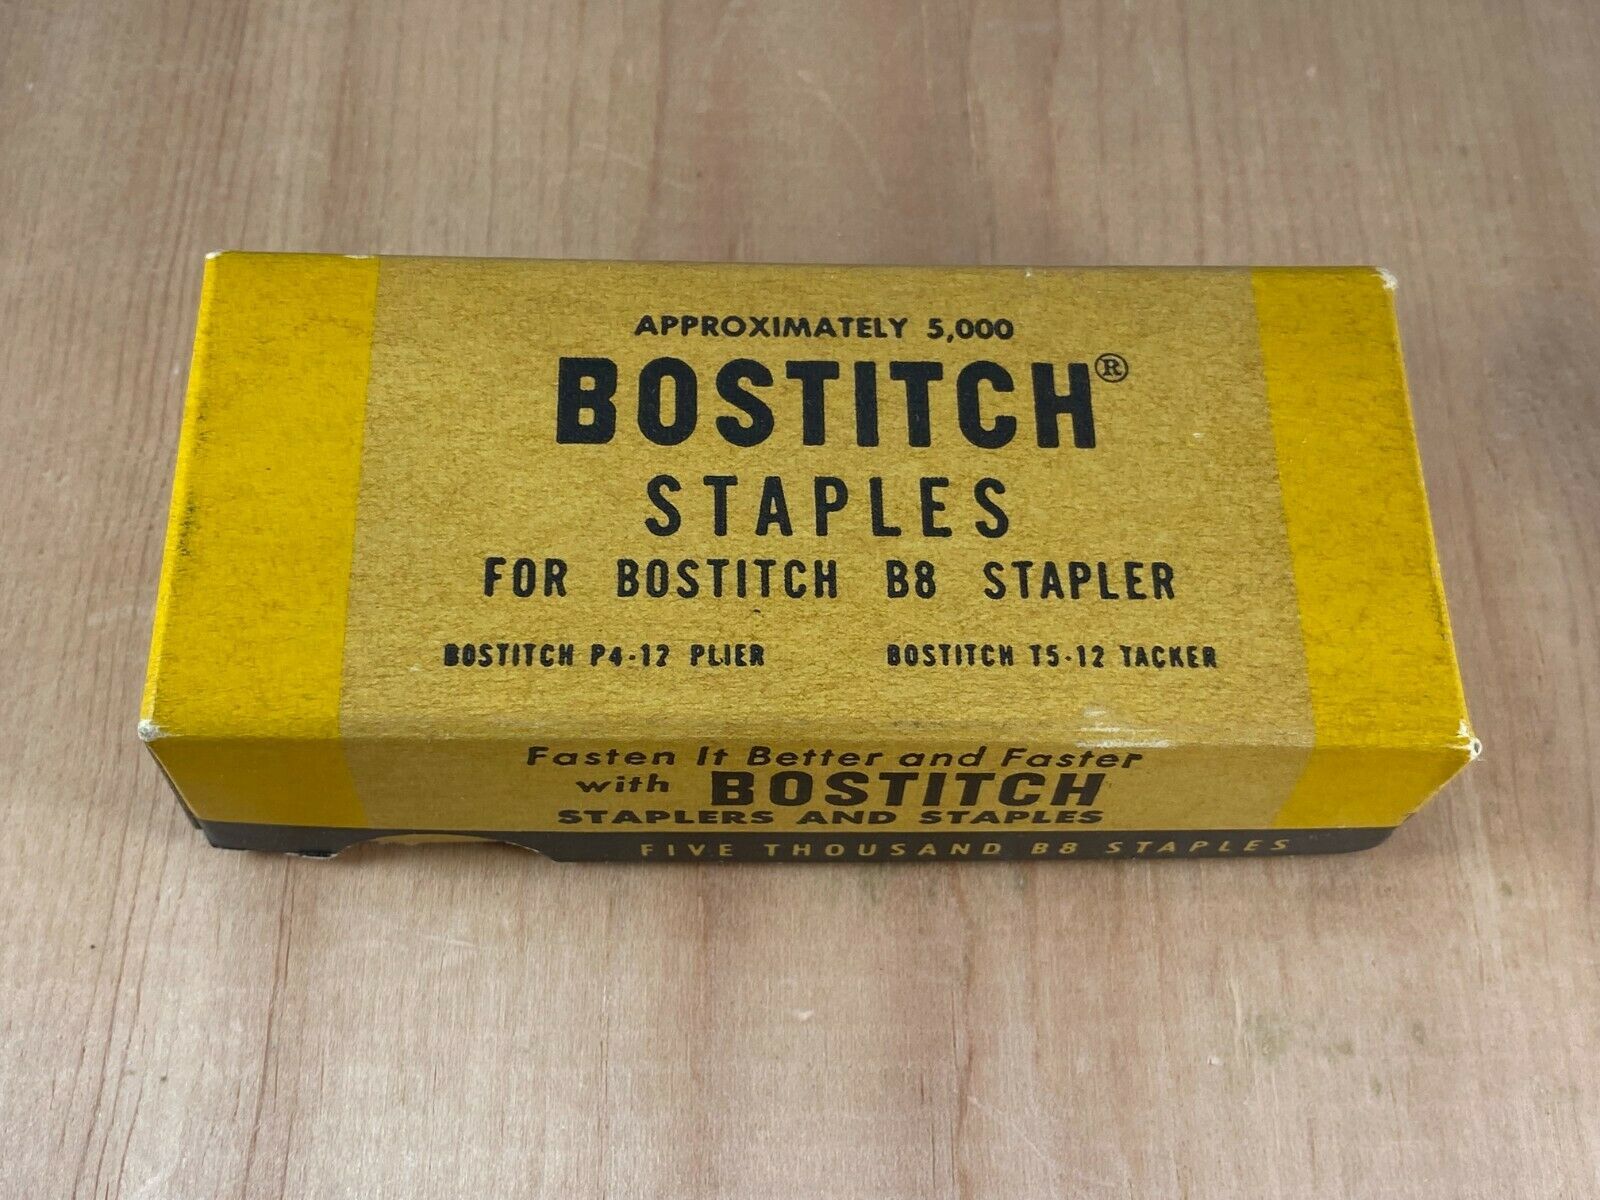 APPROXIMATELY 5,000
BOSTITCH®
STAPLES
FOR BOSTITCH B8 STAPLER
BOSTITCH P4-12 PLIER BOSTITCH T5-12 TACKER
Fasten It Better and Faster
with BOSTITCH
STAPLERS AND STAPLES
FIVE THOUSAND B8 STAPLES